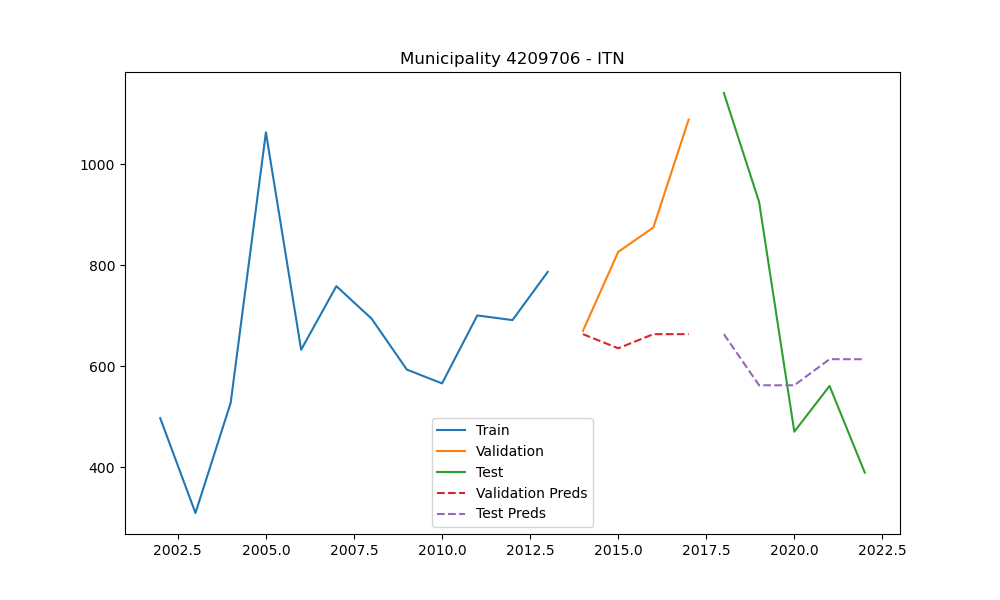 Municipality 4209706 - ITN
1000
800
600
400
Train
Validation
Test
Validation Preds
Test Preds
2002.5 2005.0 2007.5 2010.0 2012.5 2015.0 2017.5 2020.0 2022.5